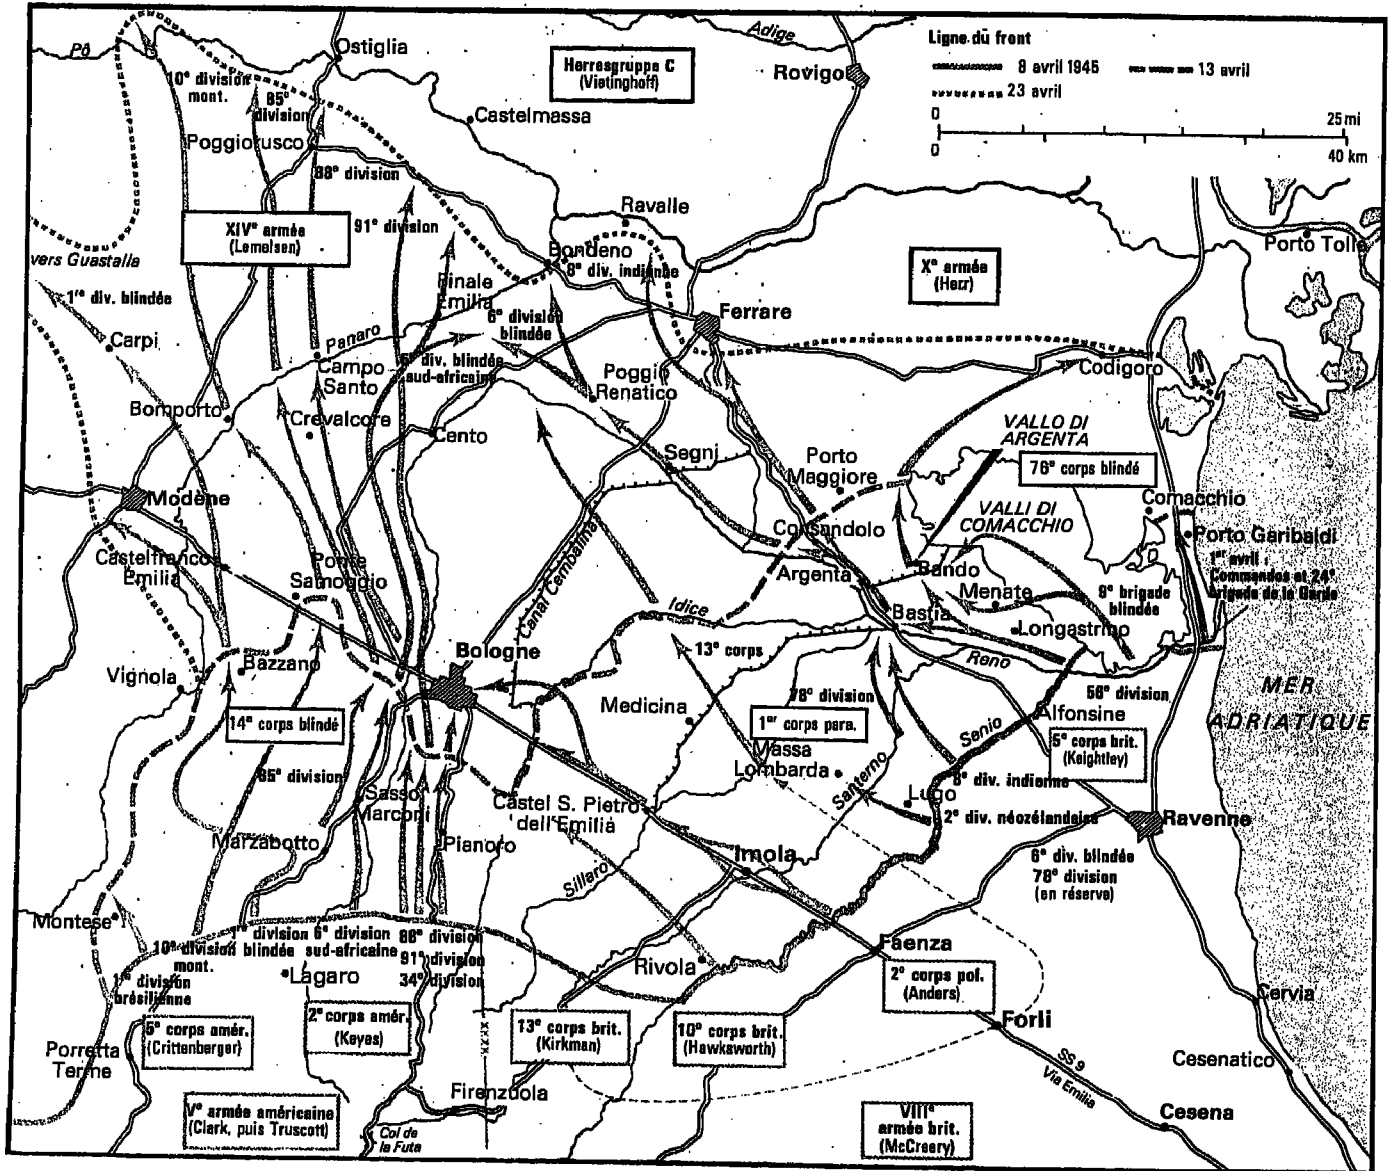 Ligne du front
8 avril 1945
13 avril
23 avril
0
25 mi
0
40 km
Pô
Ostiglia
Adige
Herresgruppe C
(Vietinghoff)
Rovigo
10e division
mont.
85e
division
Castelmassa
Poggiorusco
88e division
XIVe armée
(Lemelsen)
91e division
Ravalle
Bondeno
8e div. indienne
Xe armée
(Herr)
Porto Tolle
vers Guastalla
1re div. blindée
Finale
Emilia
6e division
blindée
Ferrare
Carpi
Panaro
6e div. blindée
sud-africaine
Campo
Santo
Poggio
Renatico
Codigoro
Bomporto
Crevalcore
Cento
VALLO DI
ARGENTA
Segni
Porto
Maggiore
76e corps blindé
Modène
Comacchio
VALLI DI
COMACCHIO
Consandolo
Porto Garibaldi
Castelfranco
Emilia
Ponte
Samoggio
Canal Cembalina
Argenta
Bando
1er avril :
Commandos et 24e
brigade de la Garde
Menate
9e brigade
blindée
Idice
Bastia
Longastrino
Bologne
13e corps
Reno
Bazzano
Vignola
MER
ADRIATIQUE
14e corps blindé
Medicina
78e division
1er corps para.
56e division
Alfonsine
Senio
5e corps brit.
(Keightley)
Massa
Lombarda
85e division
Santerno
8e div. indienne
Sasso
Marconi
Castel S. Pietro
dell'Emilia
Lugo
2e div. néozélandaise
Ravenne
Marzabotto
Pianoro
Imola
6e div. blindée
78e division
(en réserve)
Sillaro
Montese
division
blindée
6e division
sud-africaine
88e division
91e division
34e division
10e division
mont.
Faenza
Rivola
Lagaro
1re division
brésilienne
2e corps pol.
(Anders)
Cervia
5e corps amér.
(Crittenberger)
2e corps amér.
(Keyes)
13e corps brit.
(Kirkman)
10e corps brit.
(Hawksworth)
Forli
Porretta
Terme
SS 9
Via Emilia
Cesenatico
Firenzuola
Ve armée américaine
(Clark, puis Truscott)
Col de
la Futa
VIIIe
armée brit.
(McCreery)
Cesena